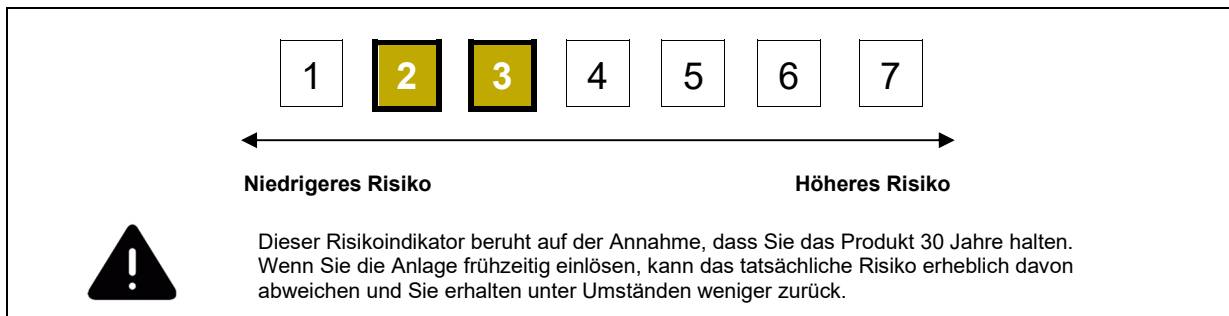 1 2 3 4 5 6 7
Niedrigeres Risiko Höheres Risiko
Dieser Risikoindikator beruht auf der Annahme, dass Sie das Produkt 30 Jahre halten.
Wenn Sie die Anlage frühzeitig einlösen, kann das tatsächliche Risiko erheblich davon
abweichen und Sie erhalten unter Umständen weniger zurück.